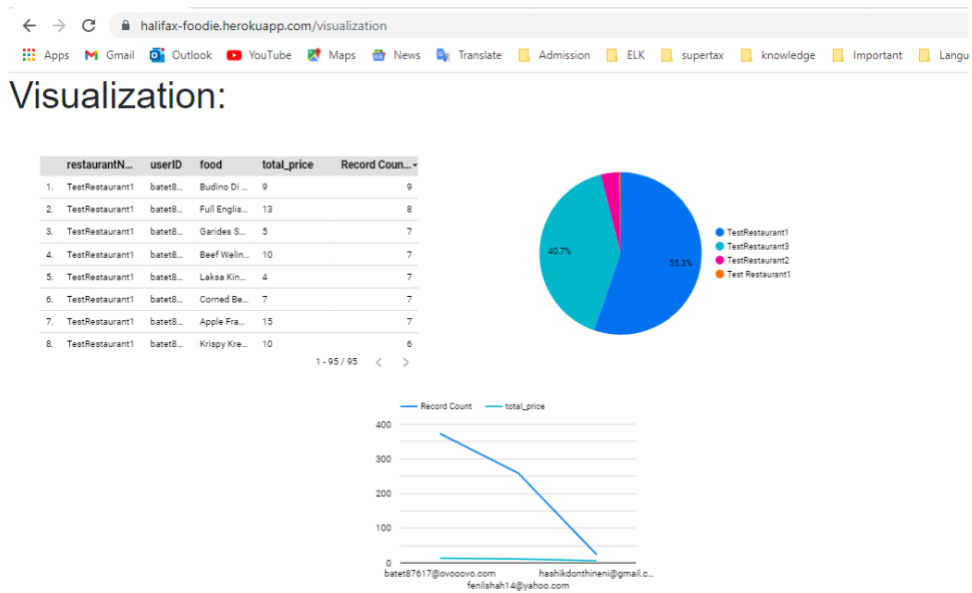 halifax-foodie.herokuapp.com/visualization
Apps Gmail Outlook YouTube Maps News Translate Admission ELK supertax knowledge Important Langu
Visualization:
restaurantN... userID food total_price Record Coun...
1. TestRestaurant1 batet8... Budino Di ... 9 9
2. TestRestaurant1 batet8... Full Englis... 13 8
3. TestRestaurant1 batet8... Garides S... 5 7
4. TestRestaurant1 batet8... Beef Welin... 10 7
5. TestRestaurant1 batet8... Laksa Kin... 4 7
6. TestRestaurant1 batet8... Corned Be... 7 7
7. TestRestaurant1 batet8... Apple Fra... 15 7
8. TestRestaurant1 batet8... Krispy Kre... 10 6
1 - 95 / 95
40.7%
55.3%
TestRestaurant1
TestRestaurant3
TestRestaurant2
Test Restaurant1
Record Count total_price
400
300
200
100
0
batet87617@ovooovo.com hashikdonthineni@gmail.c...
fenilshah14@yahoo.com